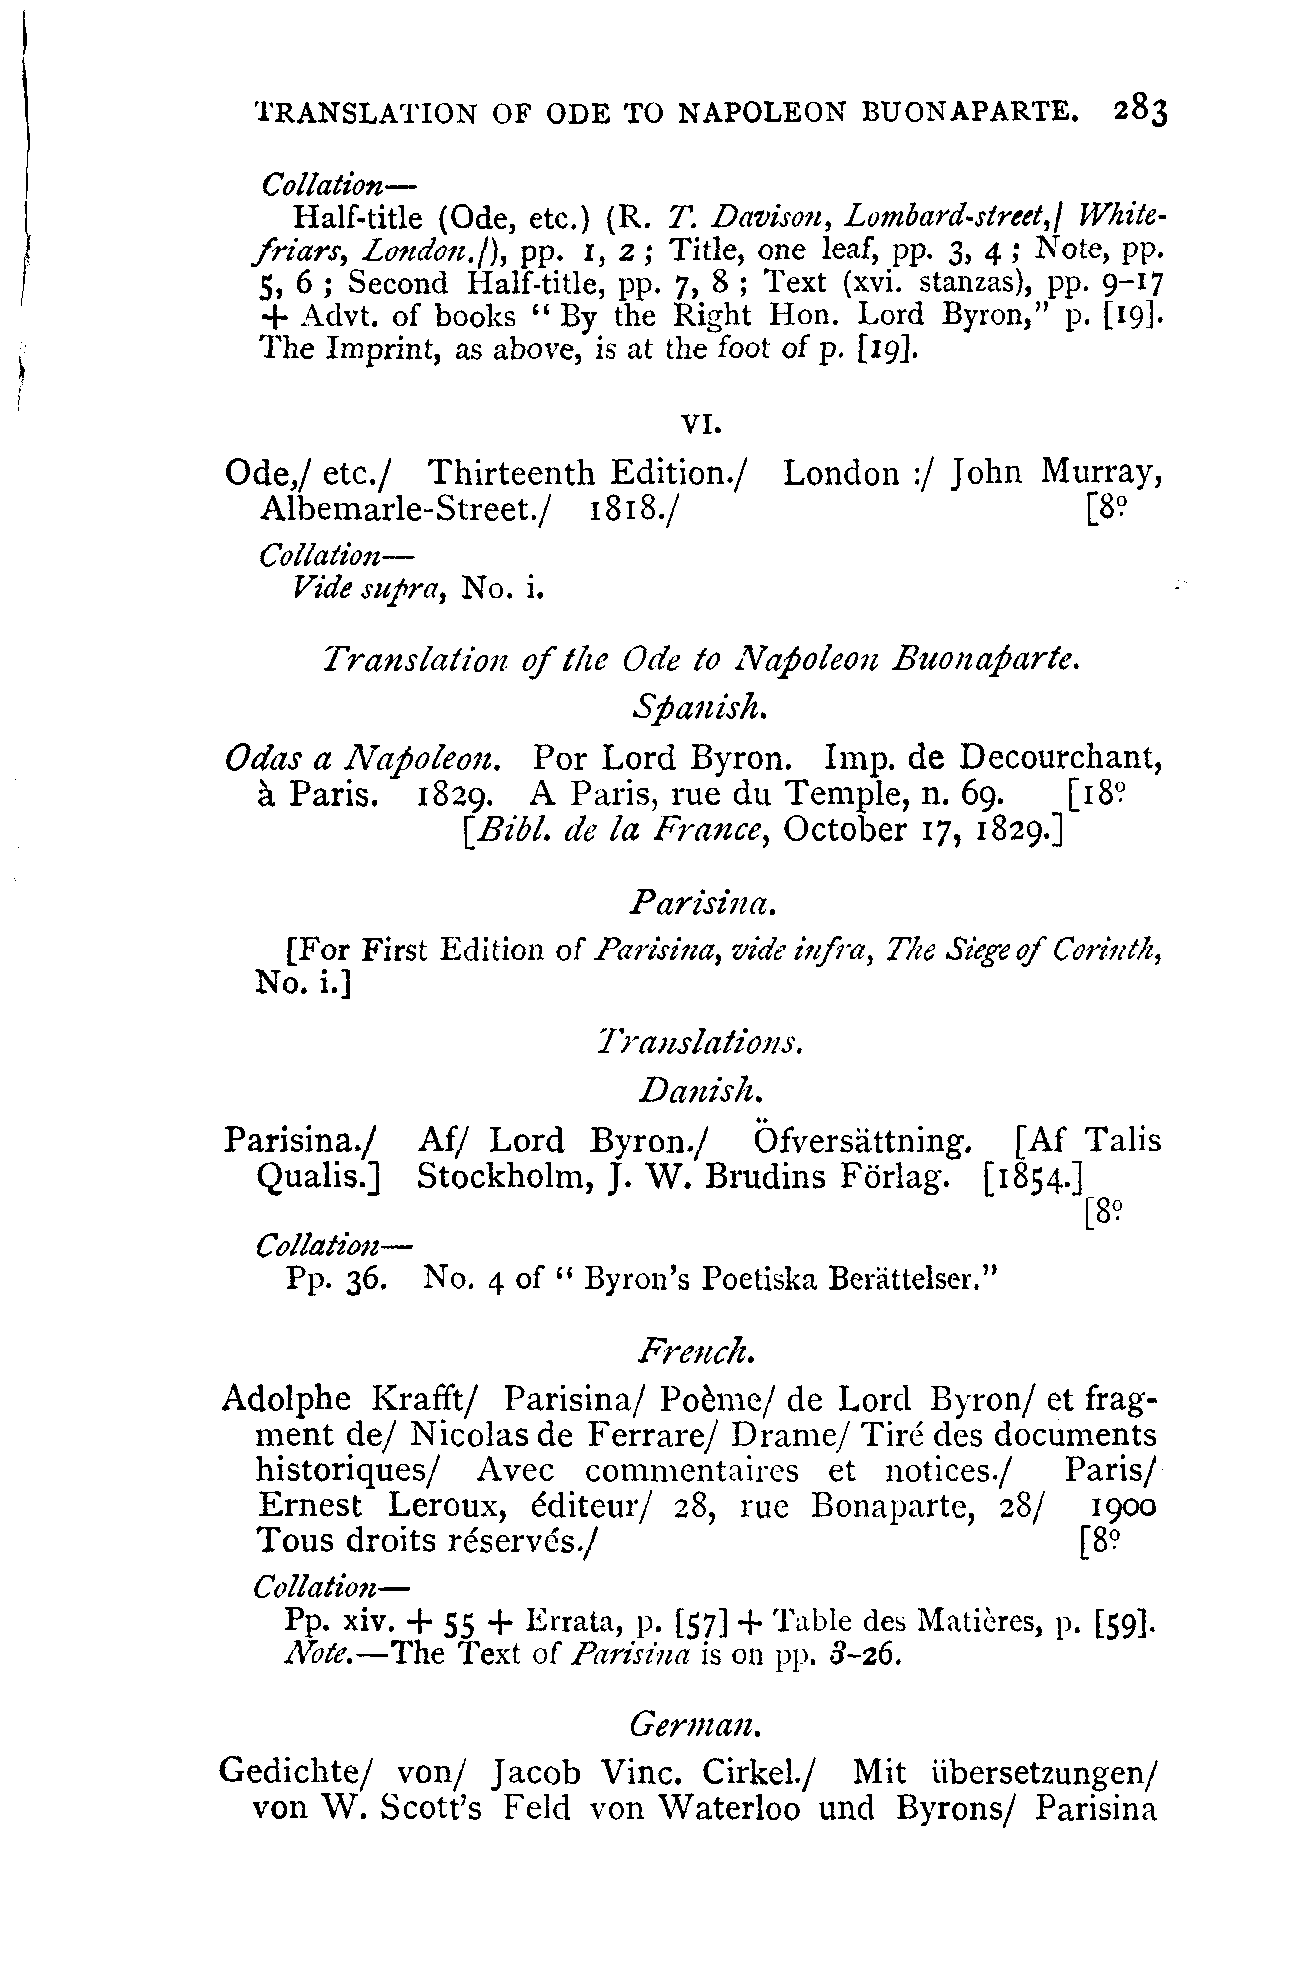 TRANSLATION OF ODE TO NAPOLEON BUONAPARTE. 283
Collation—
Half-title (Ode, etc.) (R. T. Davison, Lombard-street,/ White-
friars, London./), pp. 1, 2 ; Title, one leaf, pp. 3, 4 ; Note, pp.
5, 6 ; Second Half-title, pp. 7, 8 ; Text (xvi. stanzas), pp. 9–17
+ Advt. of books “ By the Right Hon. Lord Byron,” p. [19].
The Imprint, as above, is at the foot of p. [19].
VI.
Ode,/ etc./ Thirteenth Edition./ London :/ John Murray,
Albemarle-Street./ 1818./ [8º
Collation—
Vide supra, No. i.
Translation of the Ode to Napoleon Buonaparte.
Spanish.
Odas a Napoleon. Por Lord Byron. Imp. de Decourchant,
à Paris. 1829. A Paris, rue du Temple, n. 69. [18º
[Bibl. de la France, October 17, 1829.]
Parisina.
[For First Edition of Parisina, vide infra, The Siege of Corinth,
No. i.]
Translations.
Danish.
Parisina./ Af/ Lord Byron./ Öfversättning. [Af Talis
Qualis.] Stockholm, J. W. Brudins Förlag. [1854.]
[8º
Collation—
Pp. 36. No. 4 of “ Byron’s Poetiska Berättelser.”
French.
Adolphe Krafft/ Parisina/ Poème/ de Lord Byron/ et frag-
ment de/ Nicolas de Ferrare/ Drame/ Tiré des documents
historiques/ Avec commentaires et notices./ Paris/
Ernest Leroux, éditeur/ 28, rue Bonaparte, 28/ 1900
Tous droits réservés./ [8º
Collation—
Pp. xiv. + 55 + Errata, p. [57] + Table des Matières, p. [59].
Note.—The Text of Parisina is on pp. 3–26.
German.
Gedichte/ von/ Jacob Vinc. Cirkel./ Mit übersetzungen/
von W. Scott’s Feld von Waterloo und Byrons/ Parisina